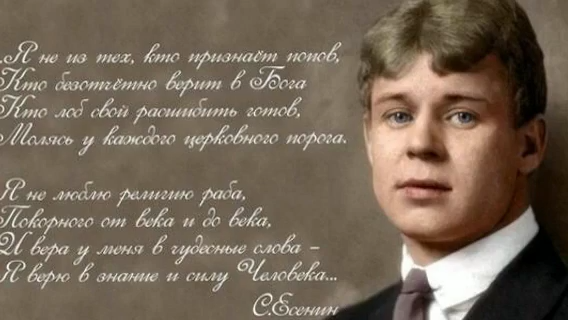 Я не из тех, кто признаёт попов,
Кто безотчётно верит в Бога
Кто лоб свой расшибить готов,
Молясь у каждого церковного порога.
Я не люблю религию раба,
Покорного от века и до века,
И вера у меня в чудесные слова –
Я верю в знание и силу Человека...
С.Есенин